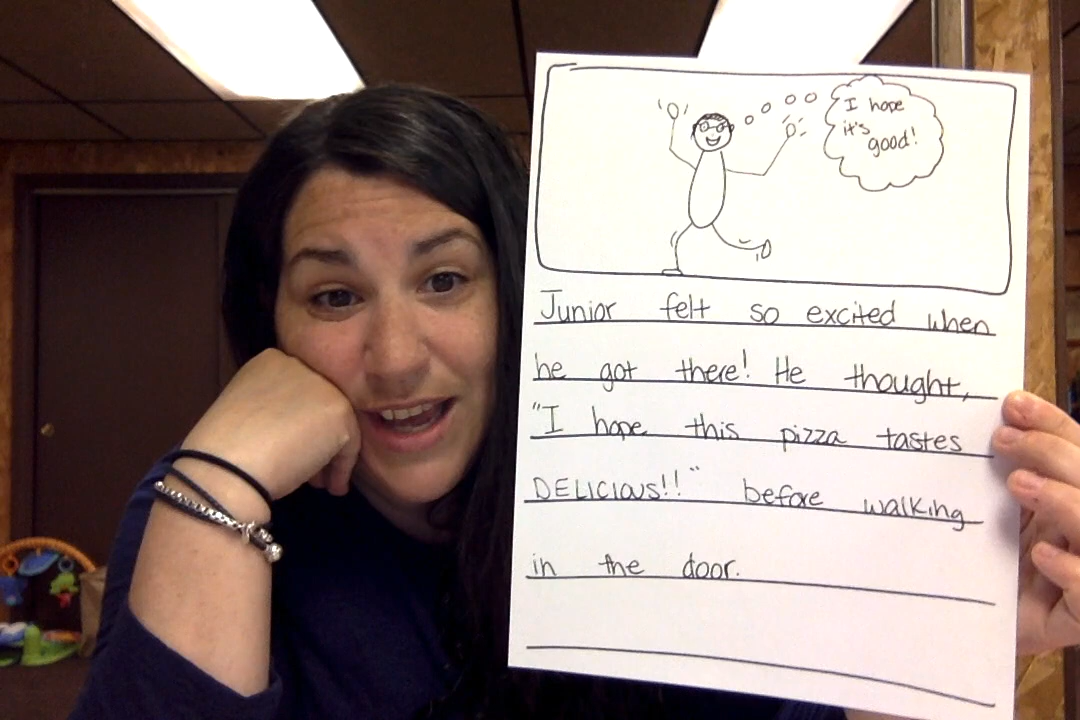 I hope
it's
good!
Junior felt so excited when
he got there! He thought,
"I hope this pizza tastes
DELICIOUS!!" before walking
in the door.